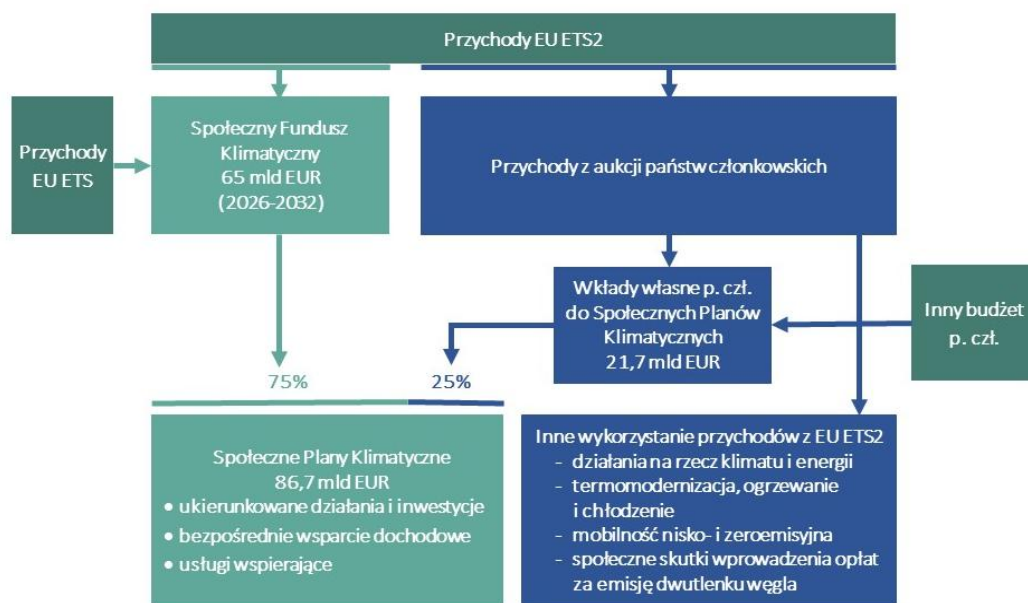 Przychody EU ETS2
Przychody
EU ETS
Społeczny Fundusz
Klimatyczny
65 mld EUR
(2026-2032)
Przychody z aukcji państw członkowskich
Wkłady własne p. czł.
do Społecznych Planów
Klimatycznych
21,7 mld EUR
Inny budżet
p. czł.
75%
25%
Społeczne Plany Klimatyczne
86,7 mld EUR
• ukierunkowane działania i inwestycje
• bezpośrednie wsparcie dochodowe
• usługi wspierające
Inne wykorzystanie przychodów z EU ETS2
- działania na rzecz klimatu i energii
- termomodernizacja, ogrzewanie
i chłodzenie
- mobilność nisko- i zeroemisyjna
- społeczne skutki wprowadzenia opłat
za emisję dwutlenku węgla